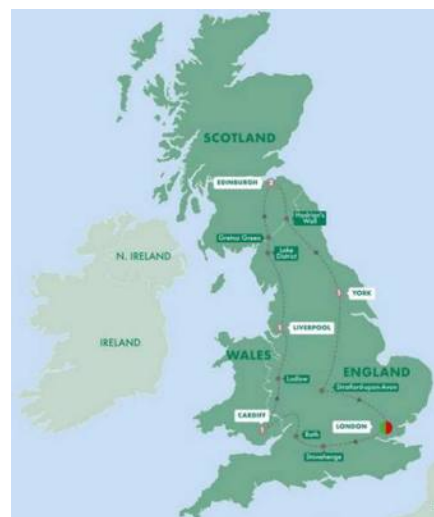 SCOTLAND
EDINBURGH
Hadrian's
Wall
Gretna Green
Lake
District
N. IRELAND
YORK
LIVERPOOL
IRELAND
WALES
ENGLAND
Ludlow
Stratford-upon-Avon
CARDIFF
LONDON
Bath
Stonehenge